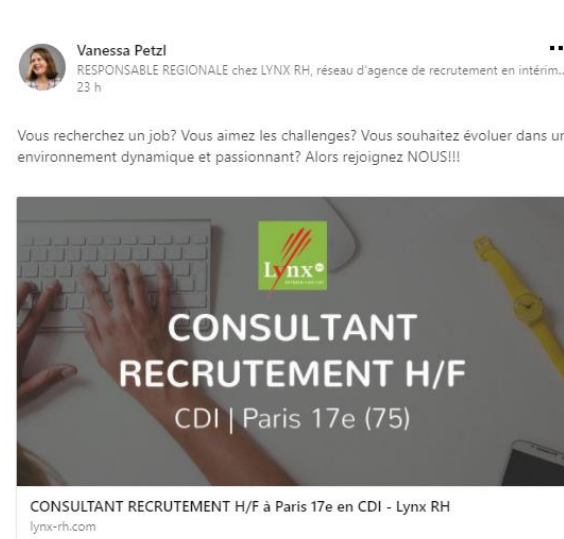 Vanessa Petzl
RESPONSABLE REGIONALE chez LYNX RH, réseau d'agence de recrutement en intérim...
23 h
Vous recherchez un job? Vous aimez les challenges? Vous souhaitez évoluer dans un
environnement dynamique et passionnant? Alors rejoignez NOUS!!!
Lynx RH
CONSULTANT
RECRUTEMENT H/F
CDI | Paris 17e (75)
CONSULTANT RECRUTEMENT H/F à Paris 17e en CDI - Lynx RH
lynx-rh.com